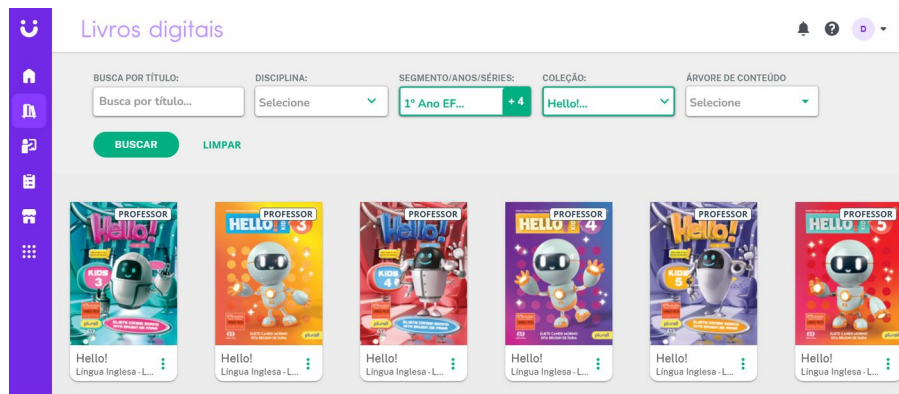 Livros digitais
D
BUSCA POR TÍTULO:
DISCIPLINA:
SEGMENTO/ANOS/SÉRIES:
COLEÇÃO:
ÁRVORE DE CONTEÚDO
Busca por título...
Selecione
1º Ano EF...
+ 4
Hello!...
Selecione
BUSCAR
LIMPAR
PROFESSOR
Hello!
KIDS
3
Hello!
Língua Inglesa - L...
PROFESSOR
HELLO!
3
Hello!
Língua Inglesa - L...
PROFESSOR
Hello!
KIDS
4
Hello!
Língua Inglesa - L...
PROFESSOR
HELLO!
4
Hello!
Língua Inglesa - L...
PROFESSOR
Hello!
KIDS
5
Hello!
Língua Inglesa - L...
PROFESSOR
HELLO!
5
Hello!
Língua Inglesa - L...